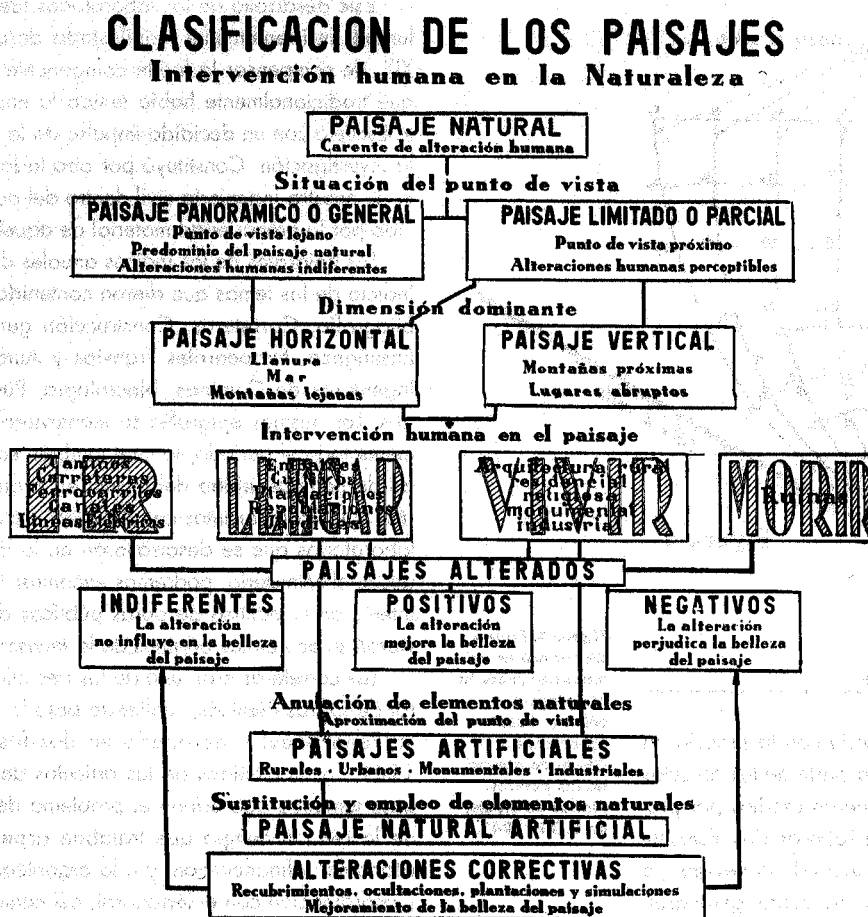 CLASIFICACION DE LOS PAISAJES
Intervención humana en la Naturaleza
PAISAJE NATURAL
Carente de alteración humana
Situación del punto de vista
PAISAJE PANORAMICO O GENERAL
Punto de vista lejano
Predominio del paisaje natural
Alteraciones humanas indiferentes
PAISAJE LIMITADO O PARCIAL
Punto de vista próximo
Alteraciones humanas perceptibles
Dimensión dominante
PAISAJE HORIZONTAL
Llanura
Mar
Montañas lejanas
PAISAJE VERTICAL
Montañas próximas
Lugares abruptos
Intervención humana en el paisaje
Caminos
Carreteras
Ferrocarriles
Canales
Líneas Eléctricas
LLEGAR
Embalses
Cultivos
Plantaciones
Repoblaciones
VIVIR
Arquitectura rural
residencial
religiosa
monumental
industria
MORIR
Ruinas
PAISAJES ALTERADOS
INDIFERENTES
La alteración
no influye en la belleza
del paisaje
POSITIVOS
La alteración
mejora la belleza
del paisaje
NEGATIVOS
La alteración
perjudica la belleza
del paisaje
Anulación de elementos naturales
Aproximación del punto de vista
PAISAJES ARTIFICIALES
Rurales · Urbanos · Monumentales · Industriales
Sustitución y empleo de elementos naturales
PAISAJE NATURAL ARTIFICIAL
ALTERACIONES CORRECTIVAS
Recubrimientos, ocultaciones, plantaciones y simulaciones
Mejoramiento de la belleza del paisaje